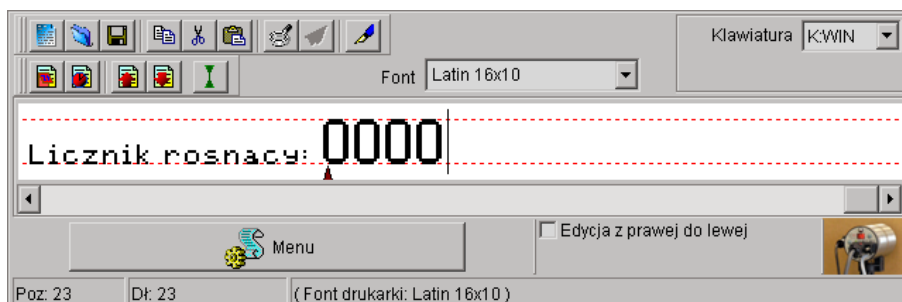 Klawiatura K:WIN
Font Latin 16x10
Licznik rosnacy: 0000
Menu
Edycja z prawej do lewej
Poz: 23 Dł: 23 ( Font drukarki: Latin 16x10 )